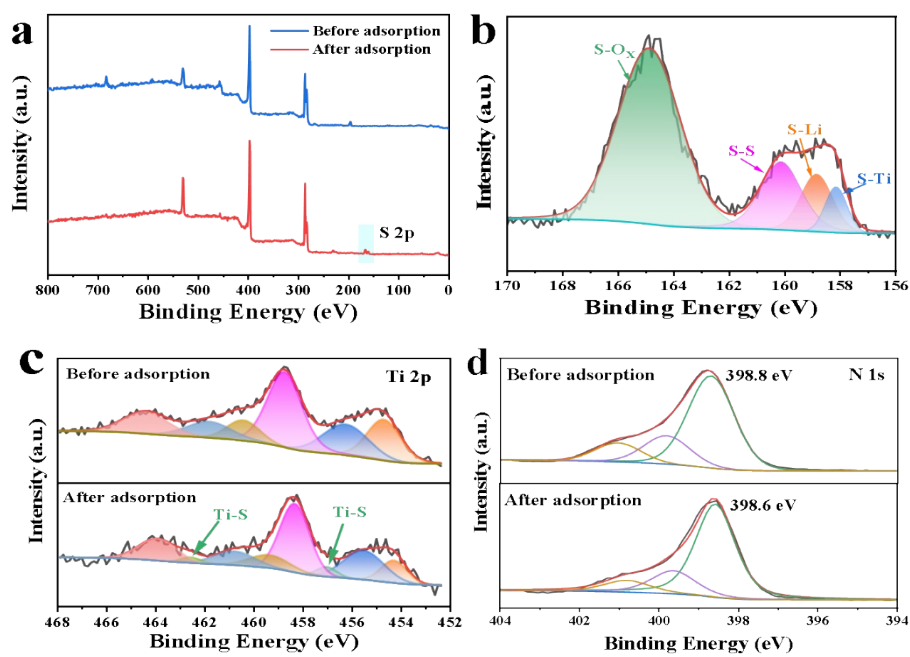 a
Before adsorption
After adsorption
S 2p
Intensity (a.u.)
800 700 600 500 400 300 200 100 0
Binding Energy (eV)
b
S-Ox
S-S
S-Li
S-Ti
Intensity (a.u.)
170 168 166 164 162 160 158 156
Binding Energy (eV)
c
Before adsorption
Ti 2p
After adsorption
Ti-S
Ti-S
Intensity (a.u.)
468 466 464 462 460 458 456 454 452
Binding Energy (eV)
d
Before adsorption
398.8 eV
N 1s
After adsorption
398.6 eV
Intensity (a.u.)
404 402 400 398 396 394
Binding Energy (eV)